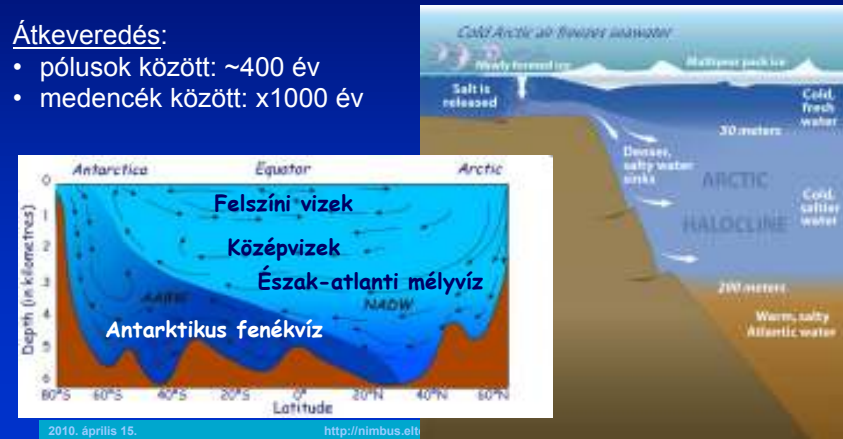 Átkeveredés:
• pólusok között: ~400 év
• medencék között: x1000 év
Cold Arctic air freezes seawater
Newly formed ice
Multiyear pack ice
Salt is
released
Cold,
fresh
water
50 meters
Denser,
salty water
sinks
ARCTIC
HALOCLINE
Cold,
saltier
water
200 meters
Warm, salty
Atlantic water
Antarctica Equator Arctic
Depth (in kilometres)
0
1
2
3
4
5
6
Felszíni vizek
Középvizek
Észak-atlanti mélyvíz
AABW
NADW
Antarktikus fenékvíz
80°S 60°S 40°S 20°S 0° 20°N 40°N 60°N
Latitude
2010. április 15.
http://nimbus.elt